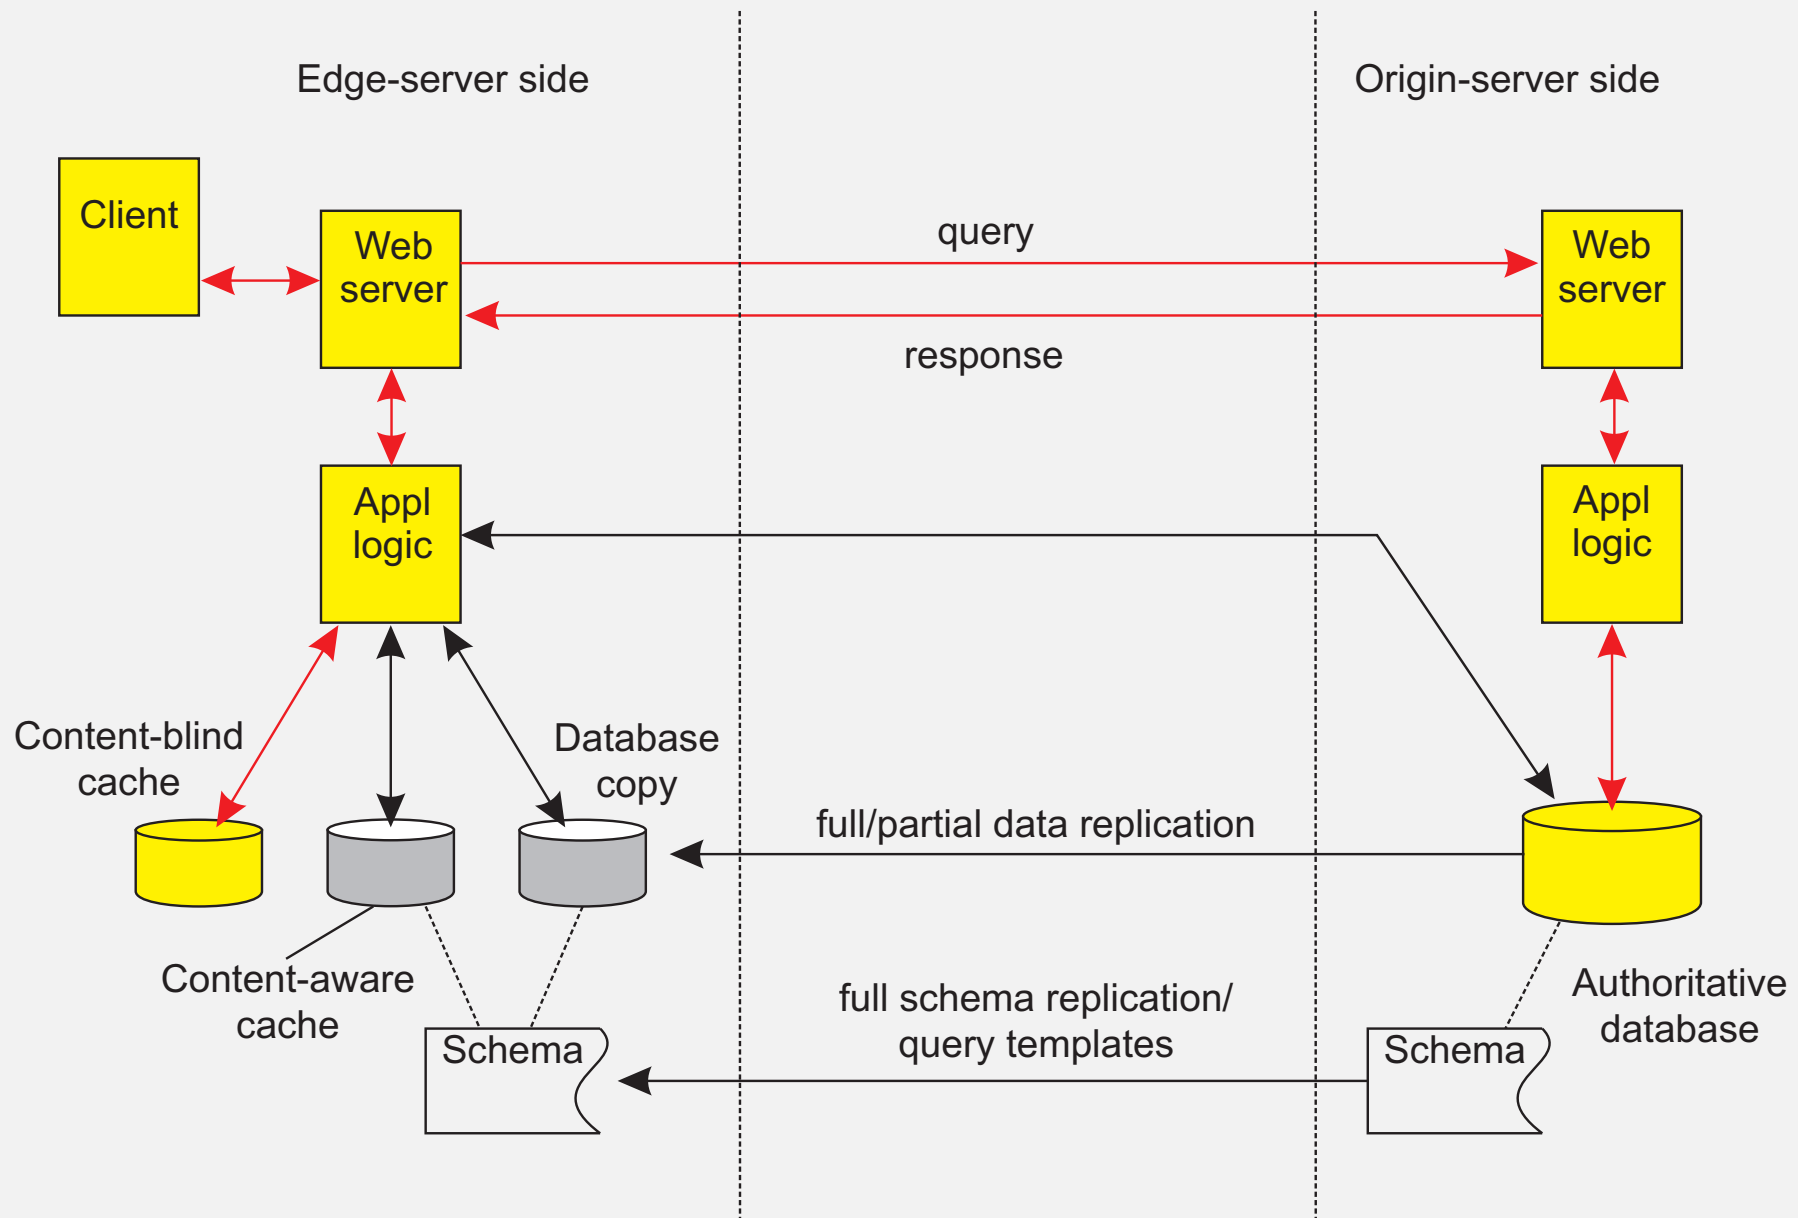 Edge-server side
Origin-server side
Client
Web
server
query
response
Web
server
Appl
logic
Appl
logic
Content-blind
cache
Database
copy
full/partial data replication
Content-aware
cache
full schema replication/
query templates
Authoritative
database
Schema
Schema